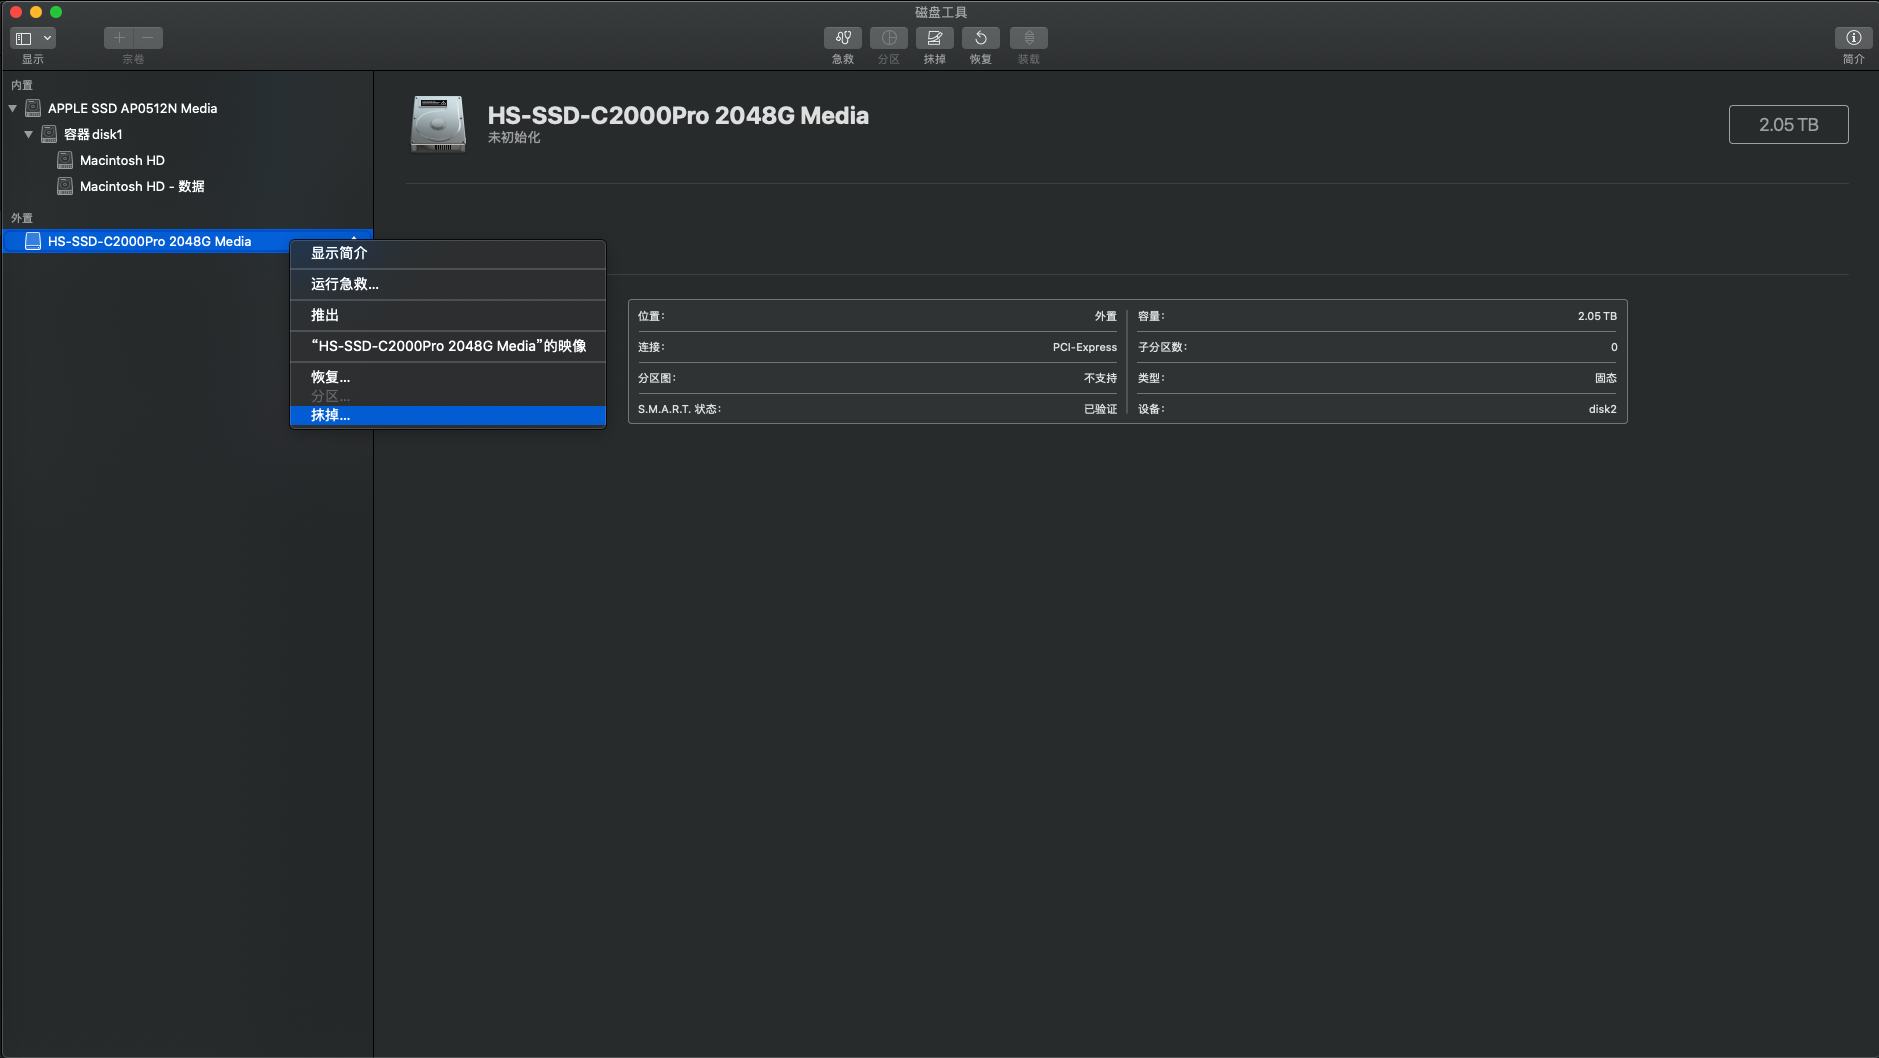 磁盘工具
显示
宗卷
急救
分区
抹掉
恢复
装载
简介
内置
APPLE SSD AP0512N Media
容器 disk1
Macintosh HD
Macintosh HD - 数据
外置
HS-SSD-C2000Pro 2048G Media
显示简介
运行急救...
推出
“HS-SSD-C2000Pro 2048G Media”的映像
恢复...
分区...
抹掉...
HS-SSD-C2000Pro 2048G Media
未初始化
2.05 TB
位置： 外置
连接： PCI-Express
分区图： 不支持
S.M.A.R.T. 状态： 已验证
容量： 2.05 TB
子分区数： 0
类型： 固态
设备： disk2